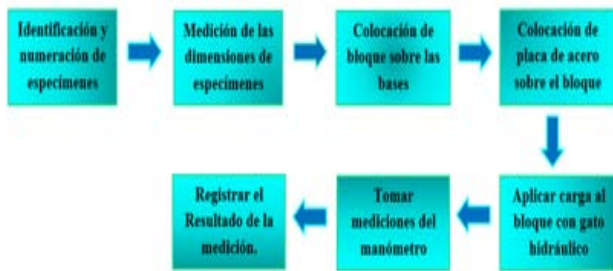 Identificación y
numeración de
especímenes
Medición de las
dimensiones de
especímenes
Colocación de
bloque sobre las
bases
Colocación de
placa de acero
sobre el bloque
Aplicar carga al
bloque con gato
hidráulico
Tomar
mediciones del
manómetro
Registrar el
Resultado de la
medición.